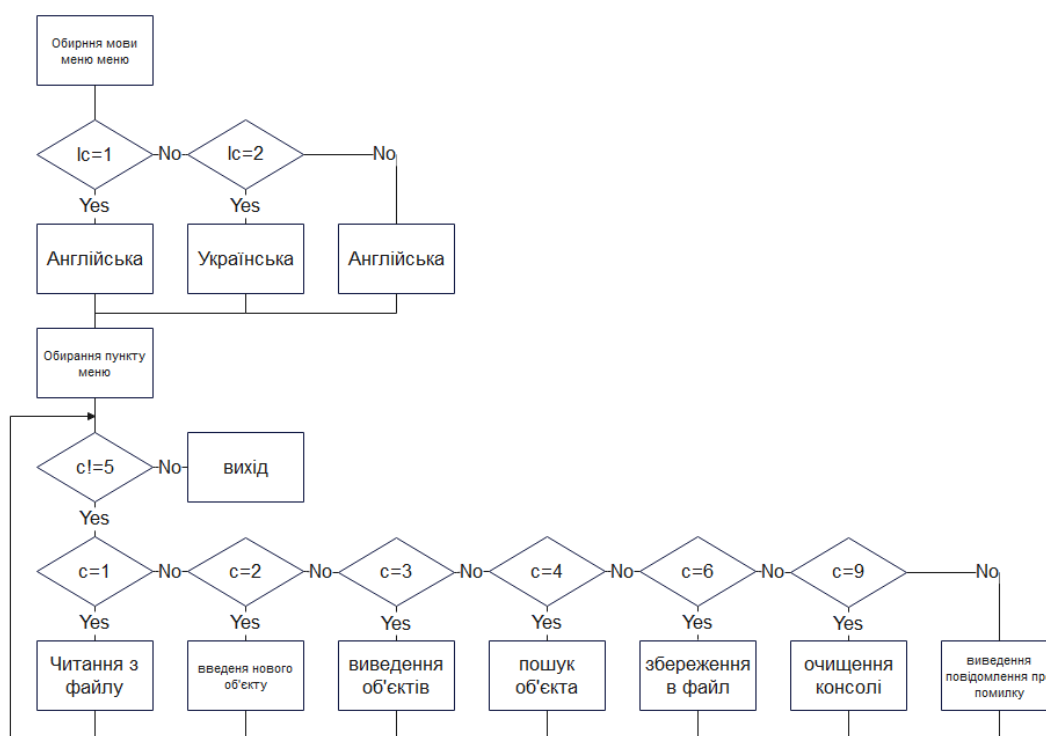 Обирння мови
меню меню
Ic=1
No
Ic=2
No
Yes
Yes
Англійська
Українська
Англійська
Обирання пункту
меню
c!=5
No
вихід
Yes
c=1
No
c=2
No
c=3
No
c=4
No
c=6
No
c=9
No
Yes
Yes
Yes
Yes
Yes
Yes
Читання з
файлу
введеня нового
об'єкту
виведення
об'єктів
пошук
об'єкта
збереження
в файл
очищення
консолі
виведення
повідомлення про
помилку